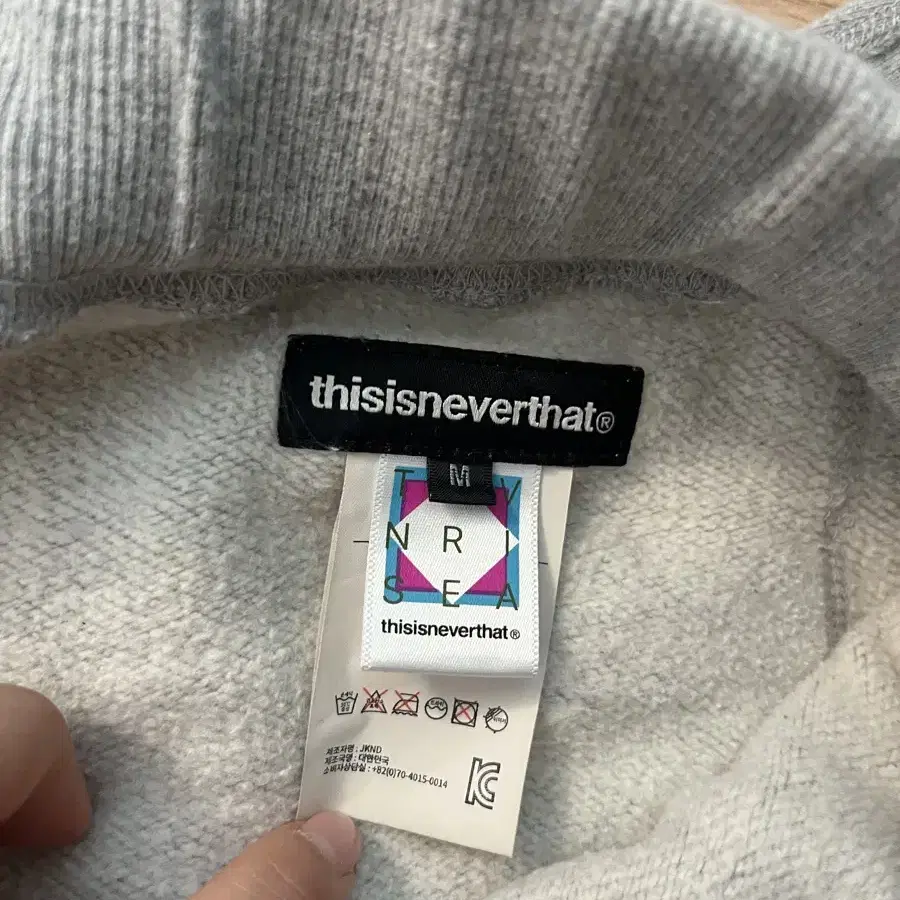 thisisneverthat®
M
T V
N R I
S E A
thisisneverthat®
제조자명 : JKND
제조국명 : 대한민국
소비자상담실 : +82(0)70-4015-0014